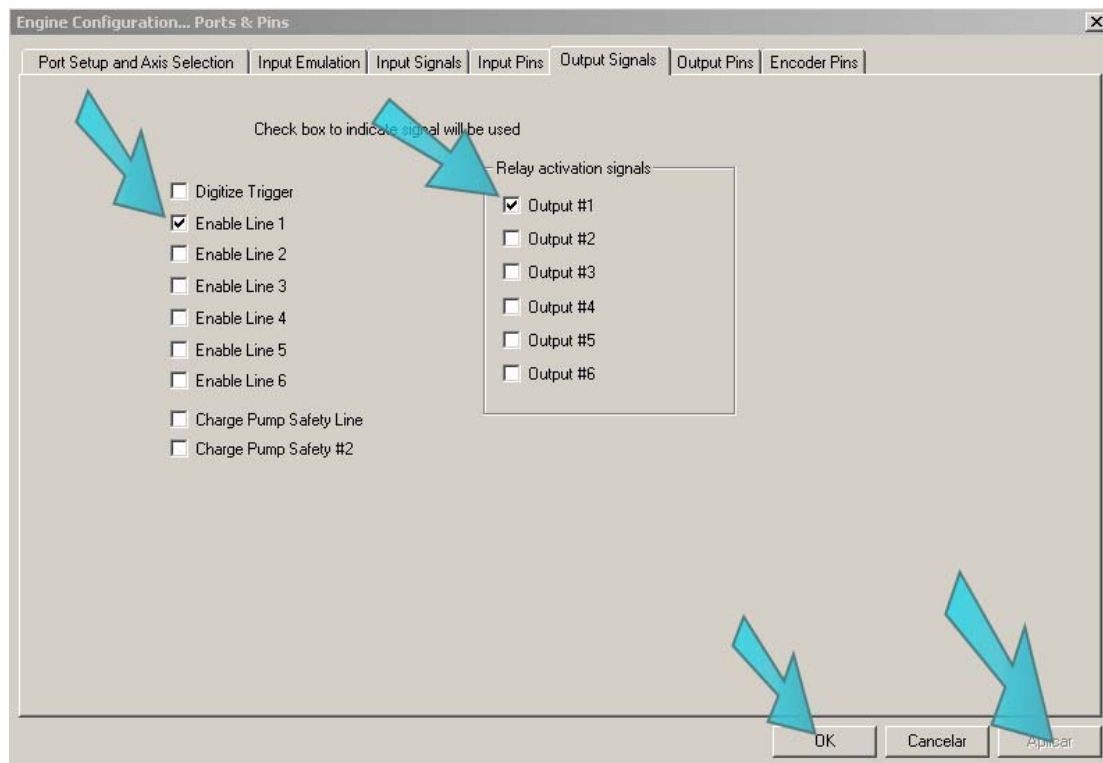 Engine Configuration... Ports & Pins
Port Setup and Axis Selection
Input Emulation
Input Signals
Input Pins
Output Signals
Output Pins
Encoder Pins
Check box to indicate signal will be used
Digitize Trigger
Enable Line 1
Enable Line 2
Enable Line 3
Enable Line 4
Enable Line 5
Enable Line 6
Charge Pump Safety Line
Charge Pump Safety #2
Relay activation signals
Output #1
Output #2
Output #3
Output #4
Output #5
Output #6
OK
Cancelar
Aplicar